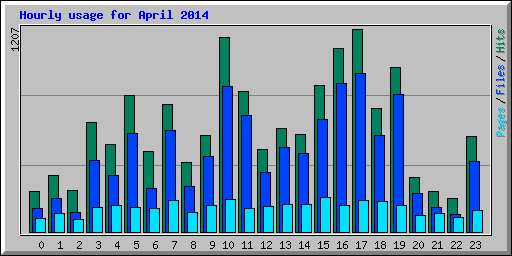 Hourly usage for April 2014
1207
Pages / Files / Hits
0 1 2 3 4 5 6 7 8 9 10 11 12 13 14 15 16 17 18 19 20 21 22 23